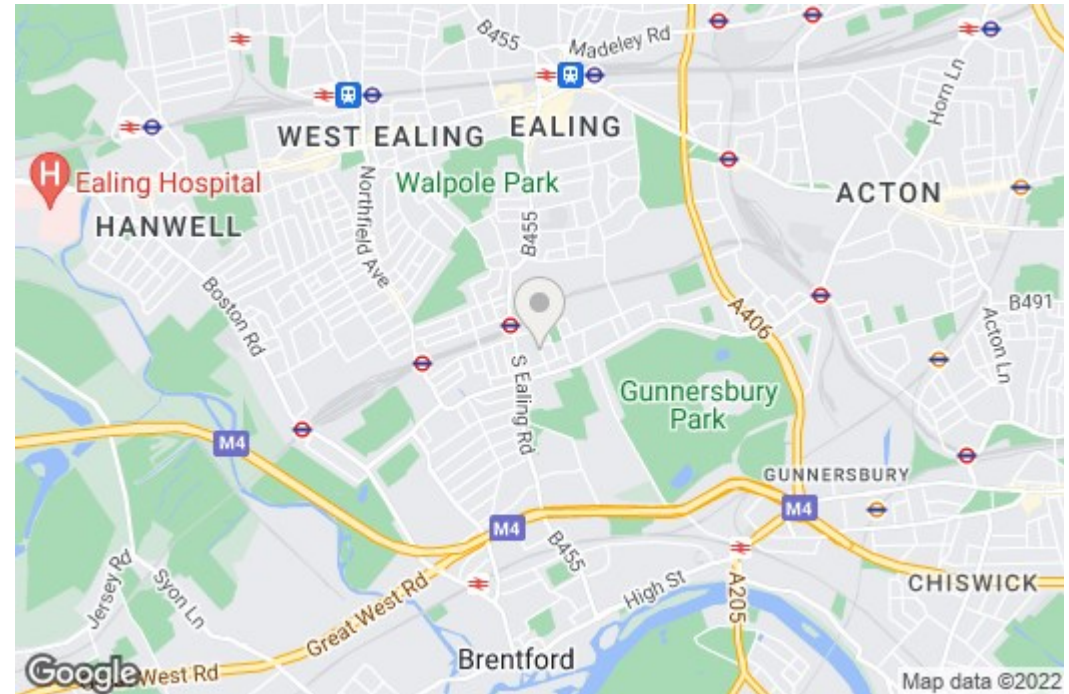 B455
Madeley Rd
Horn Ln
WEST EALING
EALING
H
Ealing Hospital
Walpole Park
ACTON
HANWELL
Northfield Ave
B455
Boston Rd
A406
B491
Acton Ln
S Ealing Rd
Gunnersbury
Park
M4
GUNNERSBURY
M4
M4
B455
Jersey Rd
Syon Ln
High St
A205
CHISWICK
Great West Rd
Brentford
Google
West Rd
Map data ©2022